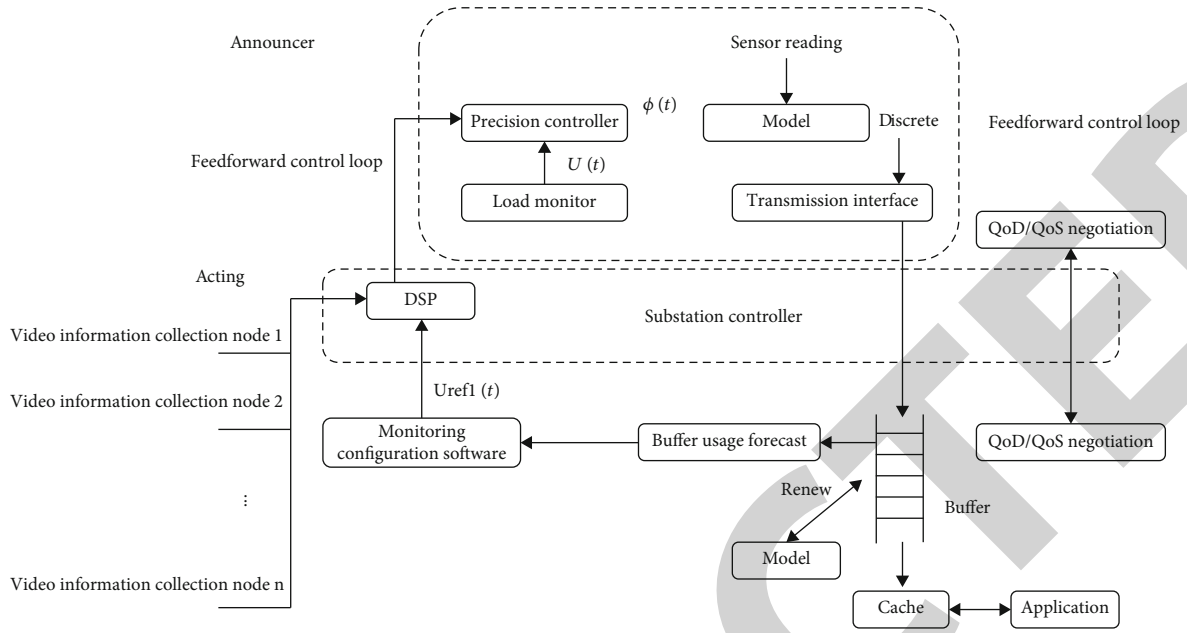 Announcer
Sensor reading
Precision controller
ϕ (t)
Model
Discrete
Feedforward control loop
Feedforward control loop
U (t)
Load monitor
Transmission interface
QoD/QoS negotiation
Acting
DSP
Substation controller
Video information collection node 1
Uref1 (t)
Video information collection node 2
Monitoring
configuration software
Buffer usage forecast
QoD/QoS negotiation
Renew
...
Buffer
Model
Video information collection node n
Cache
Application
CTED